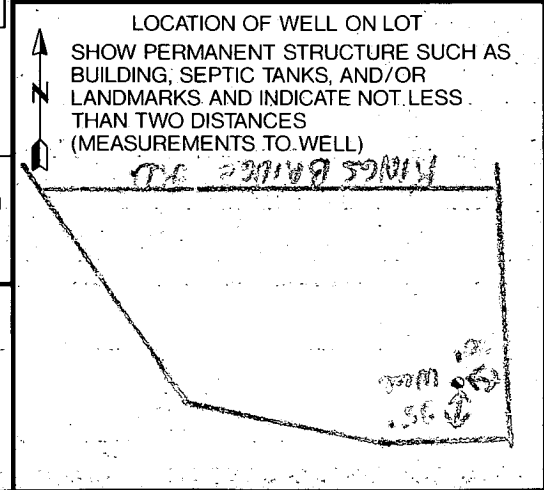 LOCATION OF WELL ON LOT
SHOW PERMANENT STRUCTURE SUCH AS
BUILDING, SEPTIC TANKS, AND/OR
LANDMARKS AND INDICATE NOT LESS
THAN TWO DISTANCES
(MEASUREMENTS TO WELL)
N
KINGS BRIDGE RD
Well
35'